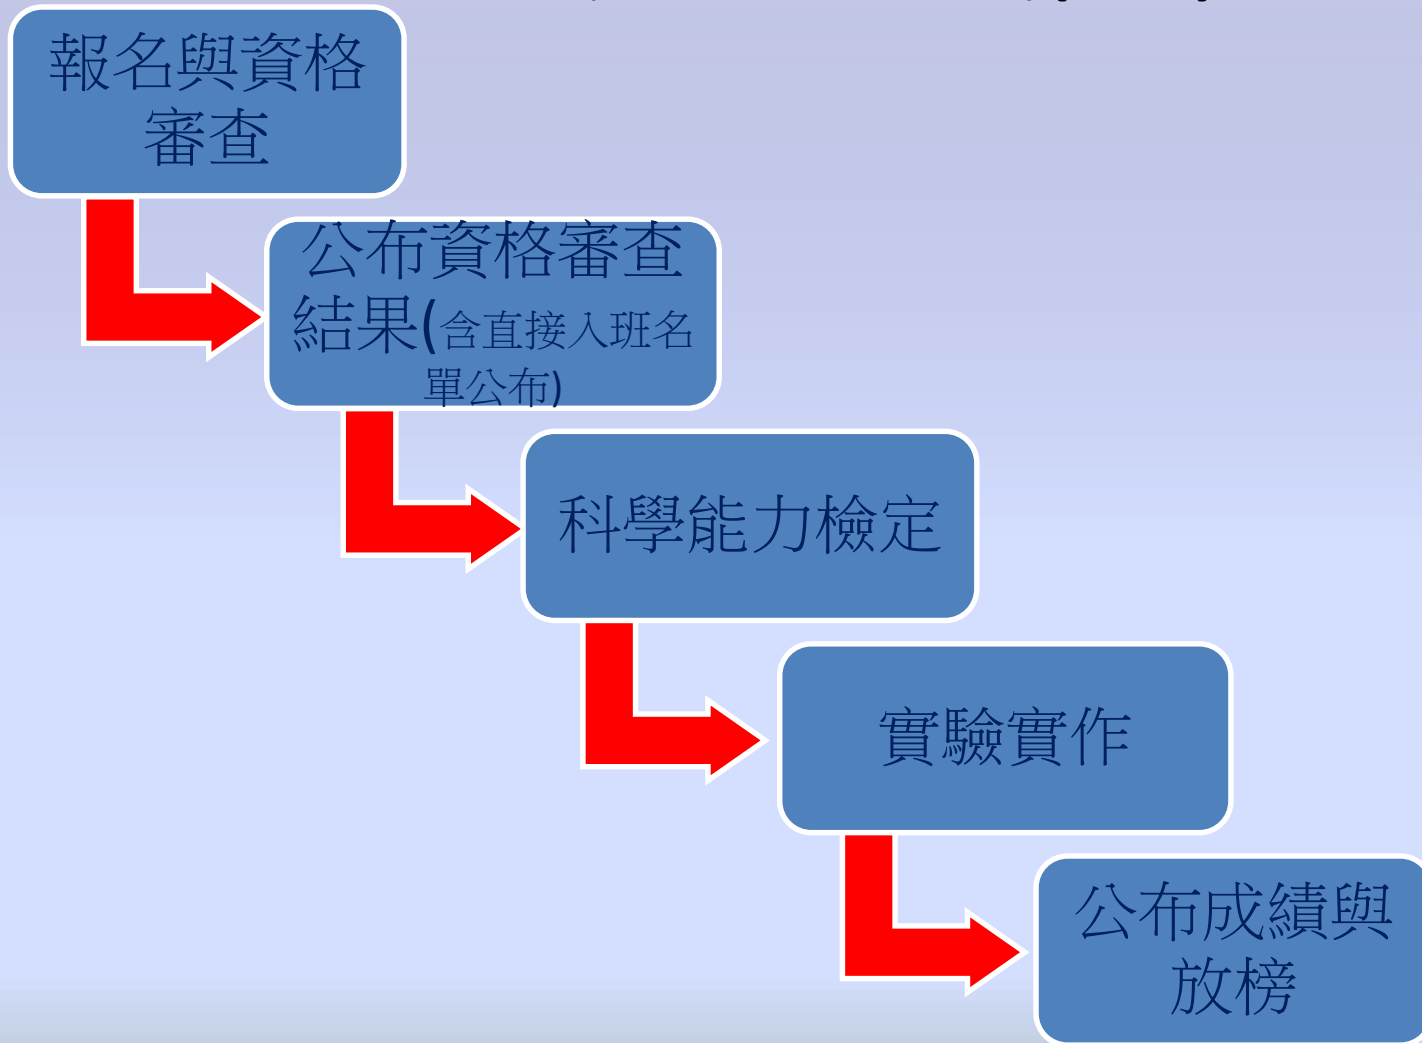 報名與資格
審查
公布資格審查
結果(含直接入班名
單公布)
科學能力檢定
實驗實作
公布成績與
放榜